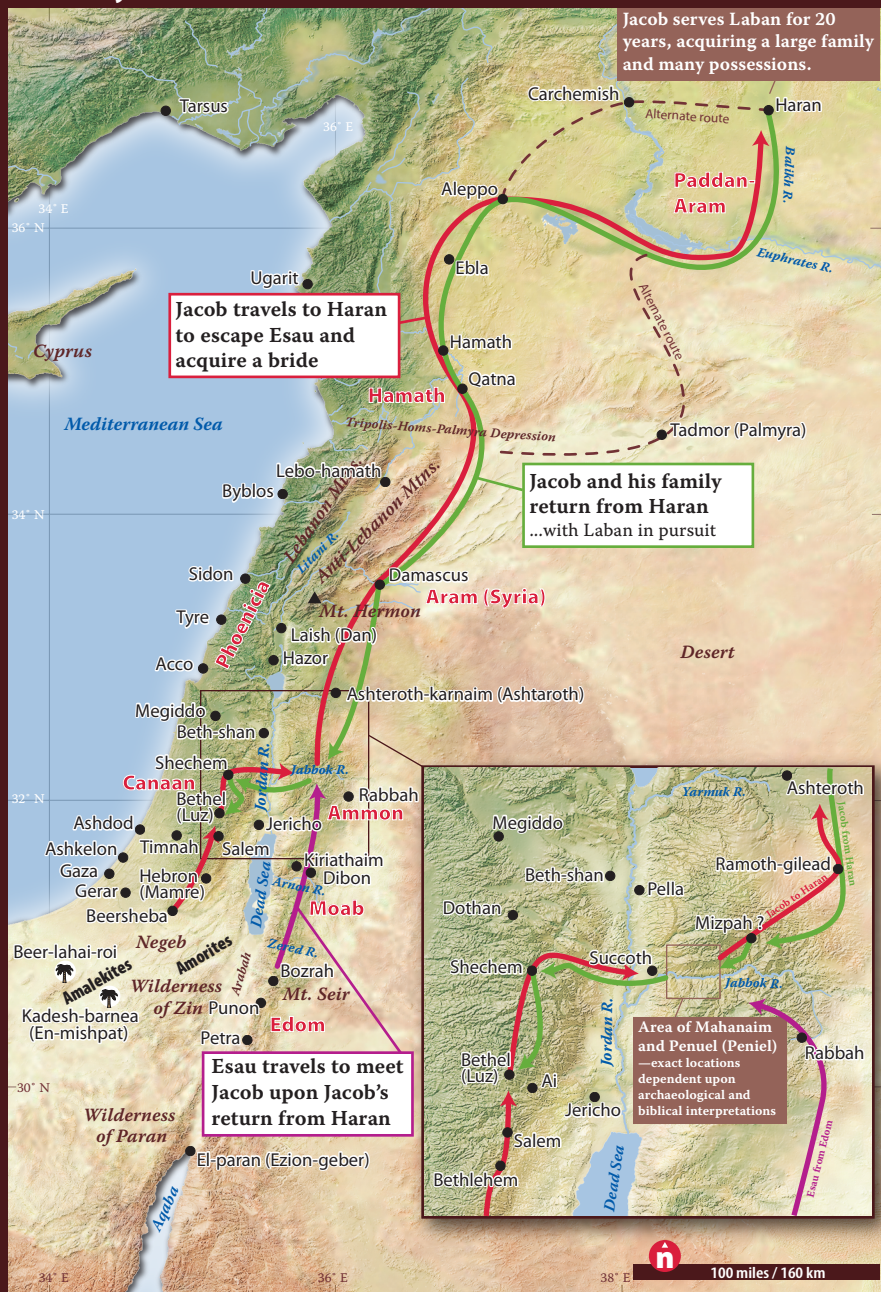 Jacob serves Laban for 20
years, acquiring a large family
and many possessions.
Carchemish
Haran
Alternate route
Tarsus
36° E
Balikh R.
Paddan-
Aram
Aleppo
34° E
36° N
Euphrates R.
Ebla
Ugarit
Alternate route
Jacob travels to Haran
to escape Esau and
acquire a bride
Hamath
Cyprus
Qatna
Hamath
Mediterranean Sea
Tripolis-Homs-Palmyra Depression
Tadmor (Palmyra)
Lebo-hamath
Byblos
Lebanon Mtns.
Anti-Lebanon Mtns.
Litani R.
Jacob and his family
return from Haran
...with Laban in pursuit
34° N
Sidon
Damascus
Aram (Syria)
Phoenicia
Mt. Hermon
Tyre
Laish (Dan)
Hazor
Acco
Desert
Ashteroth-karnaim (Ashtaroth)
Megiddo
Beth-shan
Jordan R.
Shechem
Jabbok R.
Canaan
32° N
Bethel
(Luz)
Rabbah
Ammon
Ashdod
Jericho
Timnah
Salem
Ashkelon
Kiriathaim
Gaza
Hebron
(Mamre)
Dibon
Arnon R.
Gerar
Dead Sea
Moab
Beersheba
Negeb
Zered R.
Beer-lahai-roi
Amorites
Amalekites
Arabah
Bozrah
Wilderness
of Zin
Mt. Seir
Punon
Kadesh-barnea
(En-mishpat)
Edom
Petra
Esau travels to meet
Jacob upon Jacob's
return from Haran
30° N
Wilderness
of Paran
El-paran (Ezion-geber)
Aqaba
34° E
36° E
38° E
n
100 miles / 160 km
Ashteroth
Yarmuk R.
Megiddo
Jacob from Haran
Ramoth-gilead
Beth-shan
Pella
Jacob to Haran
Dothan
Mizpah ?
Shechem
Succoth
Jabbok R.
Jordan R.
Area of Mahanaim
and Penuel (Peniel)
—exact locations
dependent upon
archaeological and
biblical interpretations
Rabbah
Bethel
(Luz)
Ai
Jericho
Salem
Dead Sea
Esau from Edom
Bethlehem